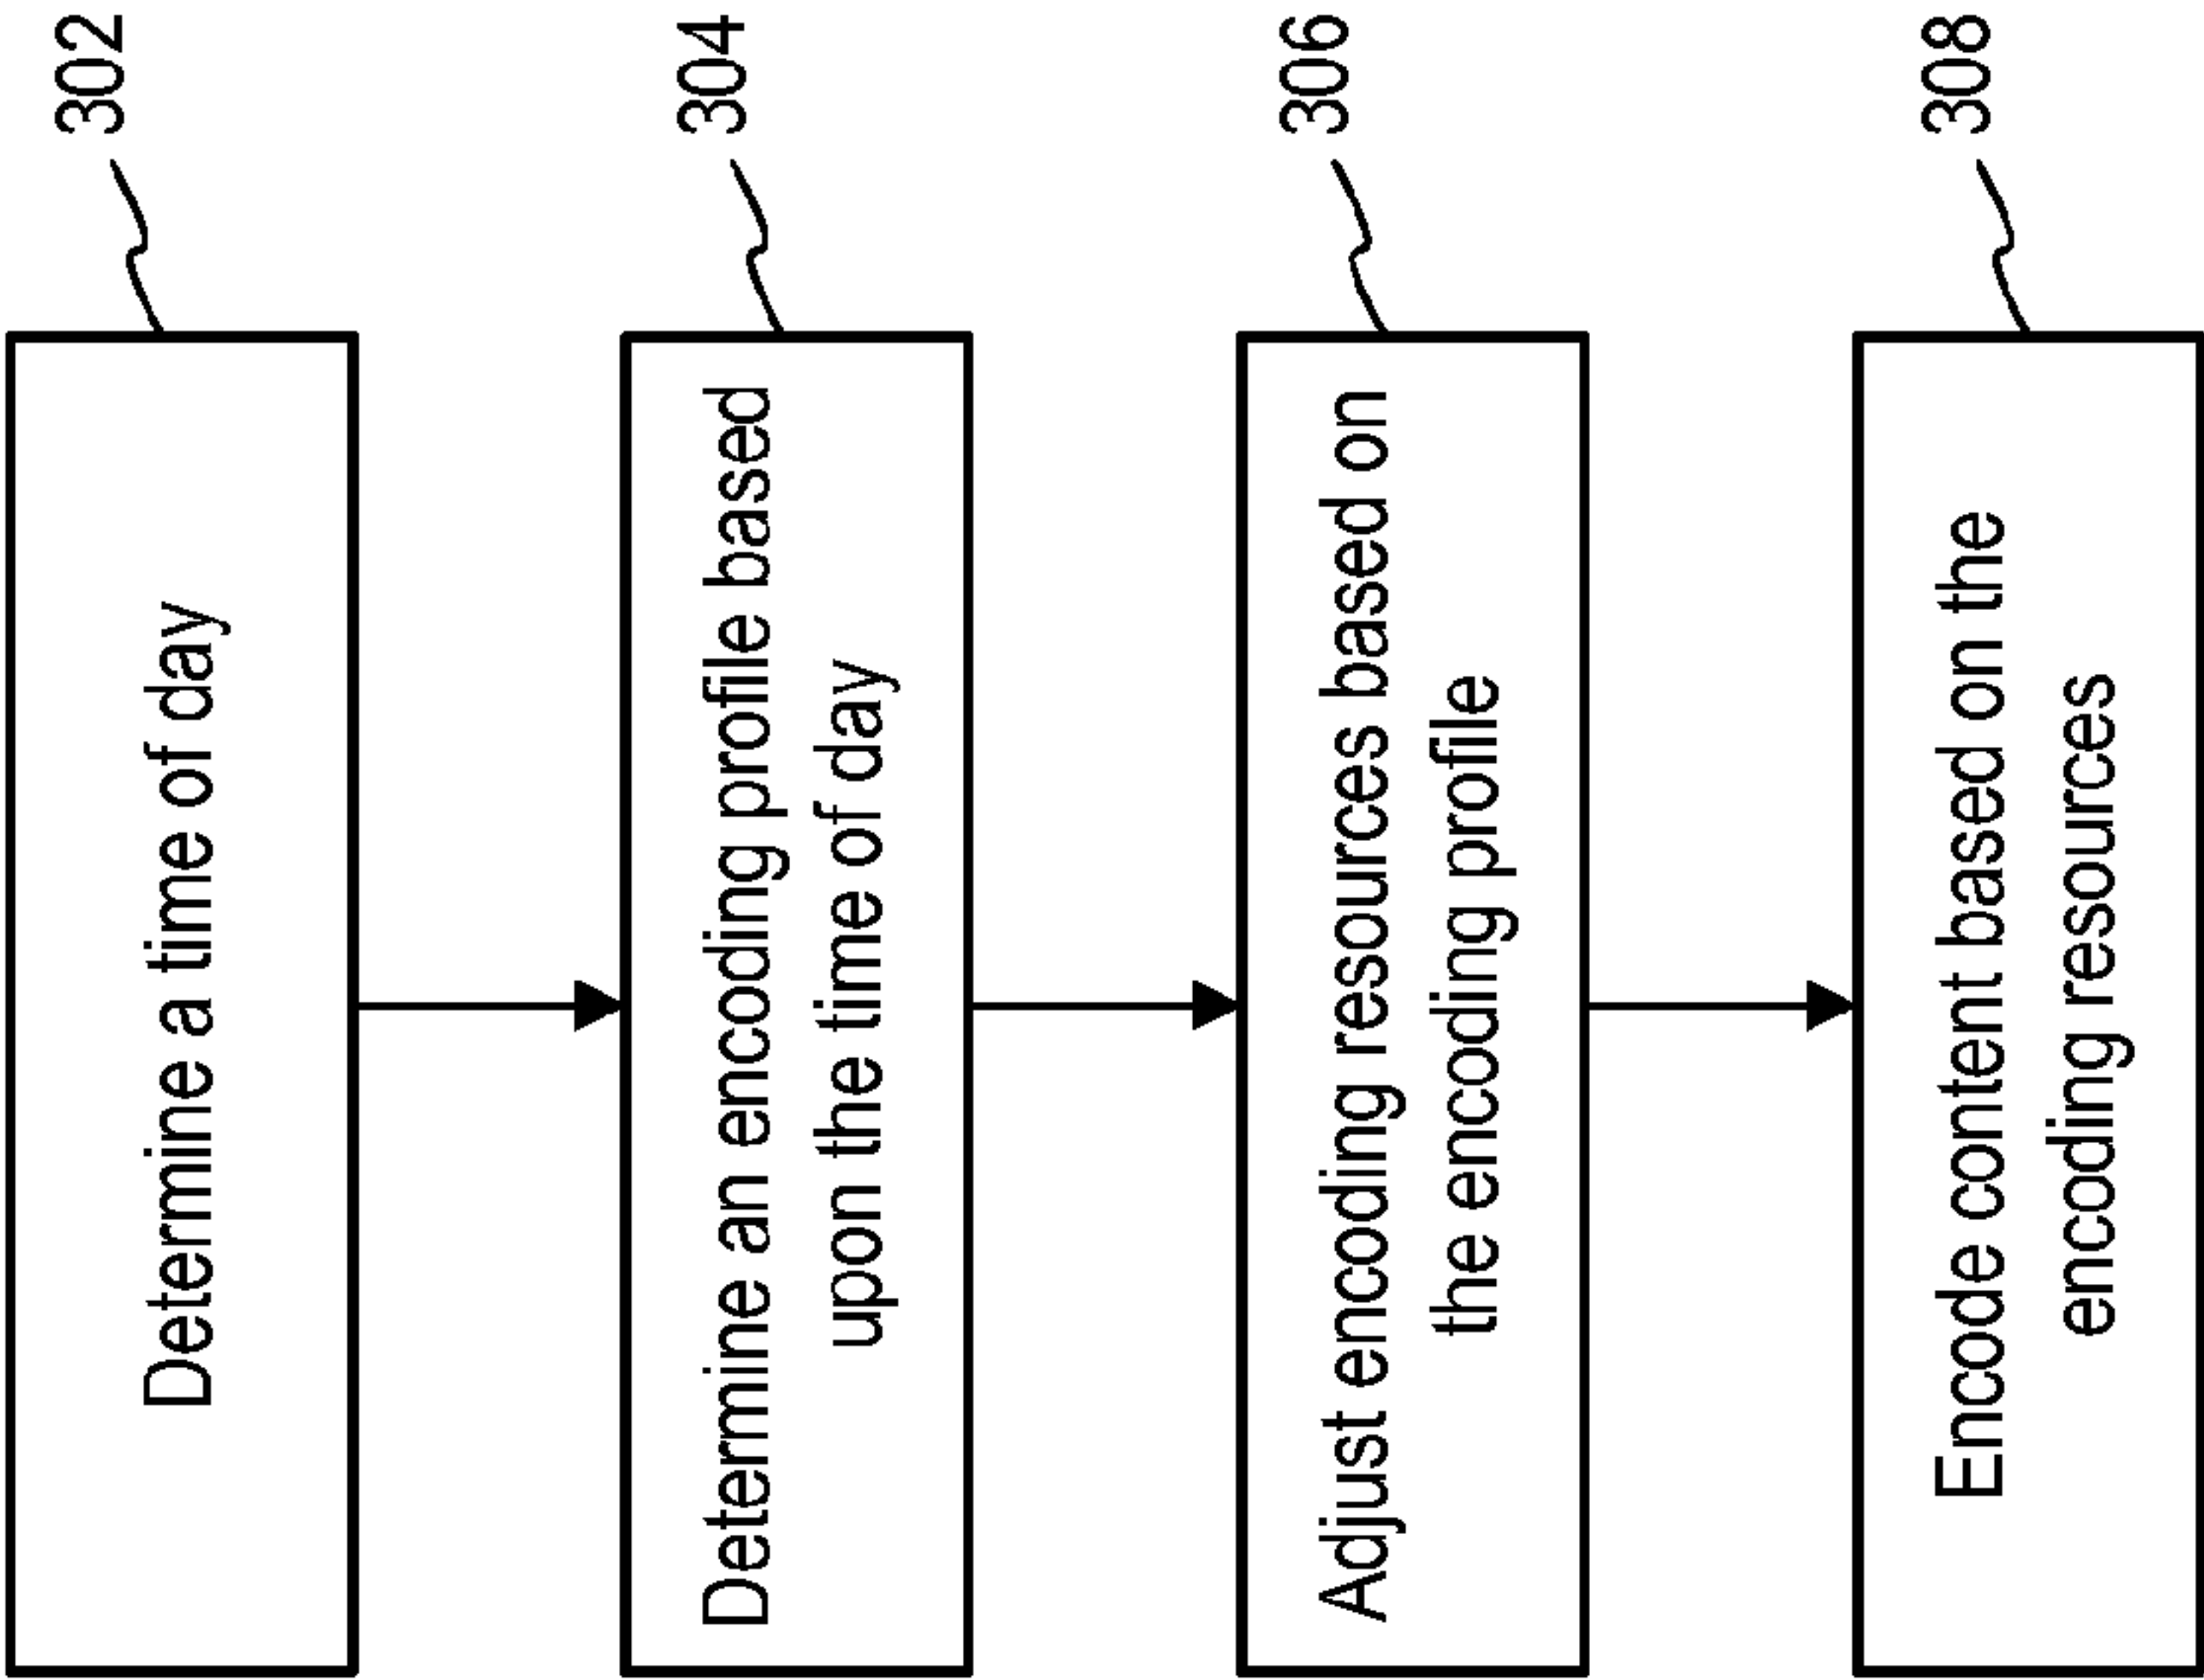 Determine a time of day
302
Determine an encoding profile based
upon the time of day
304
Adjust encoding resources based on
the encoding profile
306
Encode content based on the
encoding resources
308